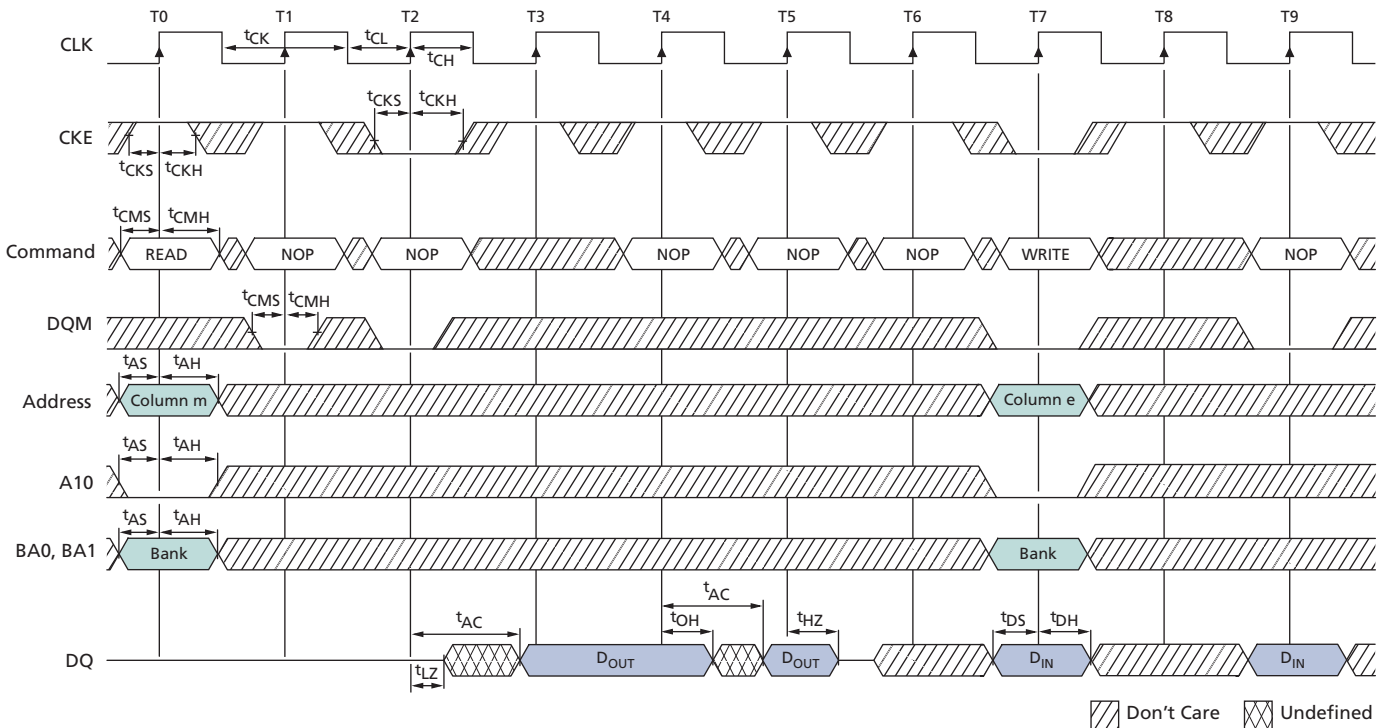 T0 T1 T2 T3 T4 T5 T6 T7 T8 T9
CLK tCK tCL tCH
tCKS tCKH
CKE
tCKS tCKH
tCMS tCMH
Command READ NOP NOP NOP NOP NOP WRITE NOP
tCMS tCMH
DQM
tAS tAH
Address Column m Column e
tAS tAH
A10
tAS tAH
BA0, BA1 Bank Bank
tAC tAC tOH tHZ tDS tDH
DQ DOUT DOUT DIN DIN
tLZ
Don't Care Undefined